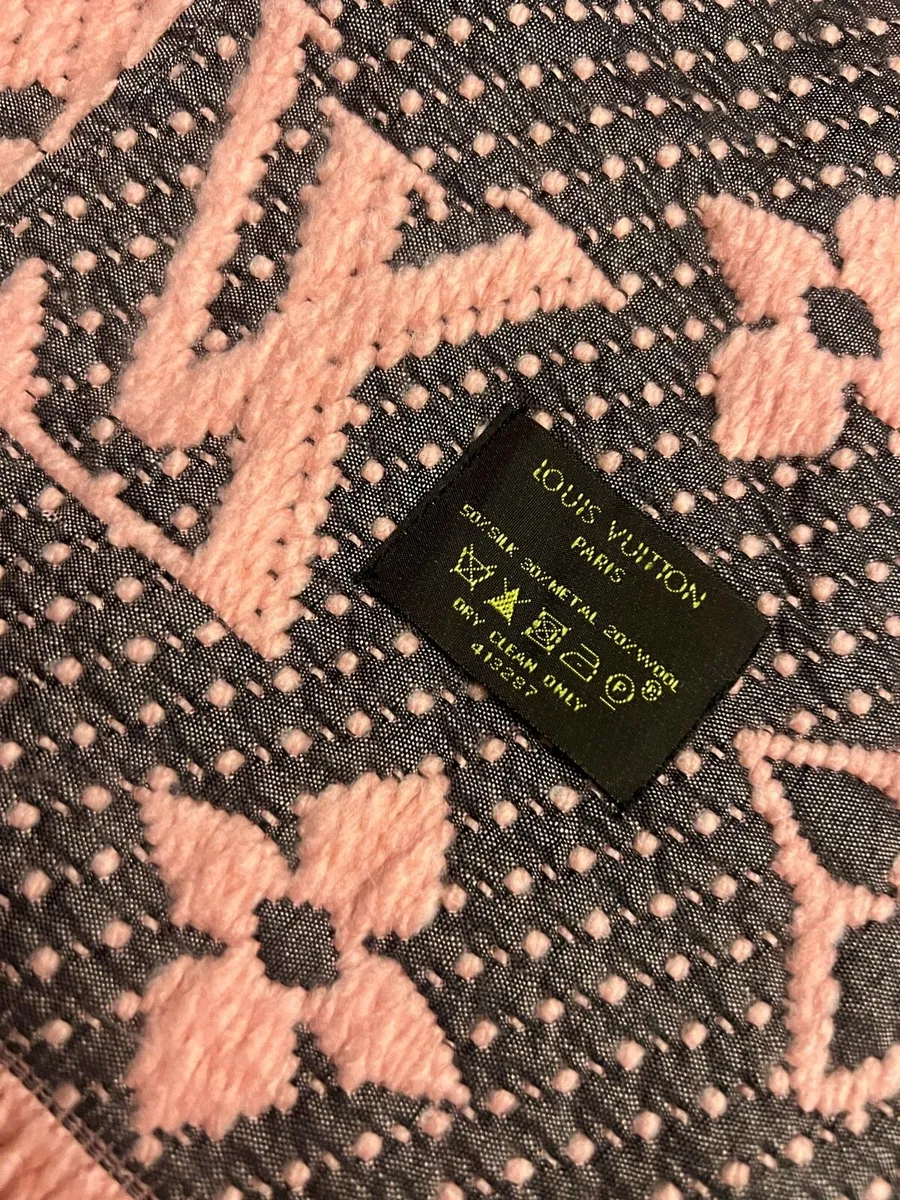 LOUIS VUITTON
PARIS
50% SILK 30% METAL 20% WOOL
P ®
DRY CLEAN ONLY
413287